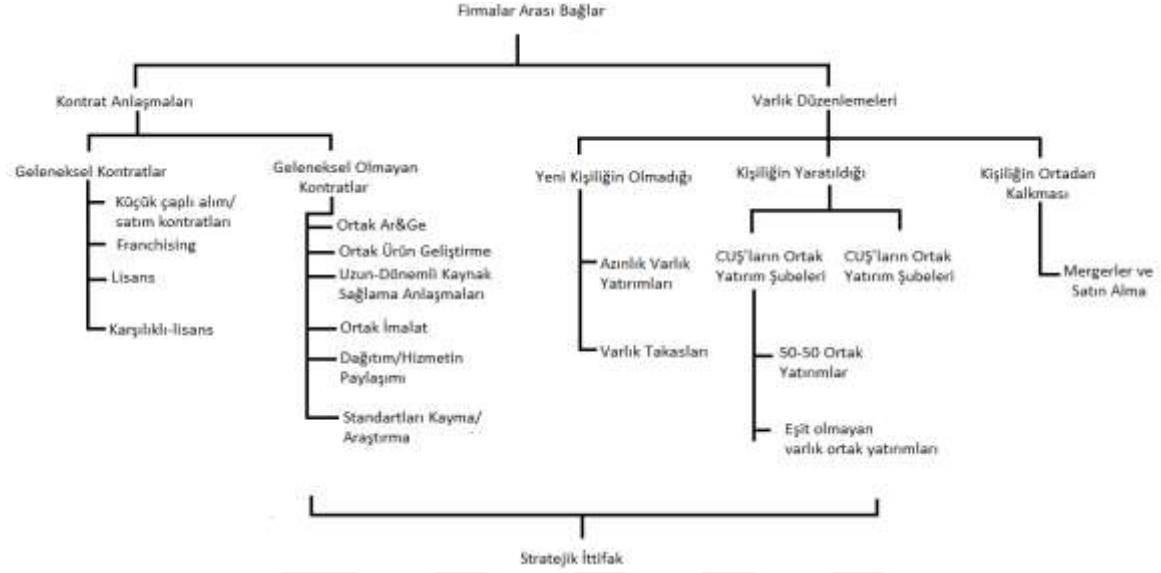 Firmalar Arası Bağlar
Kontrat Anlaşmaları
Varlık Düzenlemeleri
Geleneksel Kontratlar
Küçük çaplı alım/
satım kontratları
Franchising
Lisans
Karşılıklı-lisans
Geleneksel Olmayan
Kontratlar
Ortak Ar&Ge
Ortak Ürün Geliştirme
Uzun-Dönemli Kaynak
Sağlama Anlaşmaları
Ortak İmalat
Dağıtım/Hizmetin
Paylaşımı
Standartları Kayma/
Araştırma
Yeni Kişiliğin Olmadığı
Azınlık Varlık
Yatırımları
Varlık Takasları
Kişiliğin Yaratıldığı
CUŞ'ların Ortak
Yatırım Şubeleri
50-50 Ortak
Yatırımlar
Eşit olmayan
varlık ortak yatırımları
CUŞ'ların Ortak
Yatırım Şubeleri
Kişiliğin Ortadan
Kalkması
Mergerler ve
Satın Alma
Stratejik İttifak